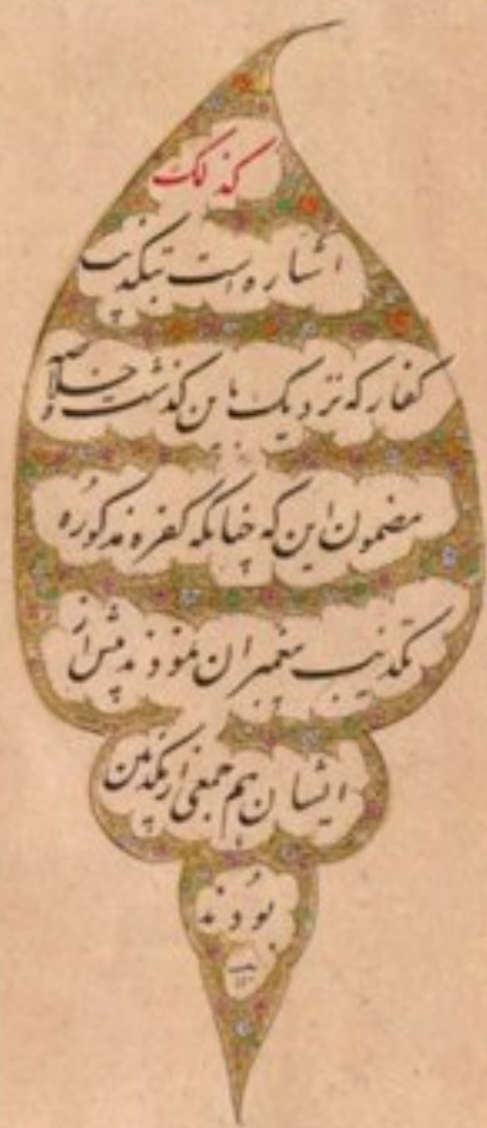 کذلک
اشاره است بتکذیب
کفار که نزدیک باین گذشت و خلاصه
مضمون این که چنانکه کفره مذکوره
تکذیب پیغمبران نمودند پیش از
ایشان هم جمعی از مکذبین
بودند